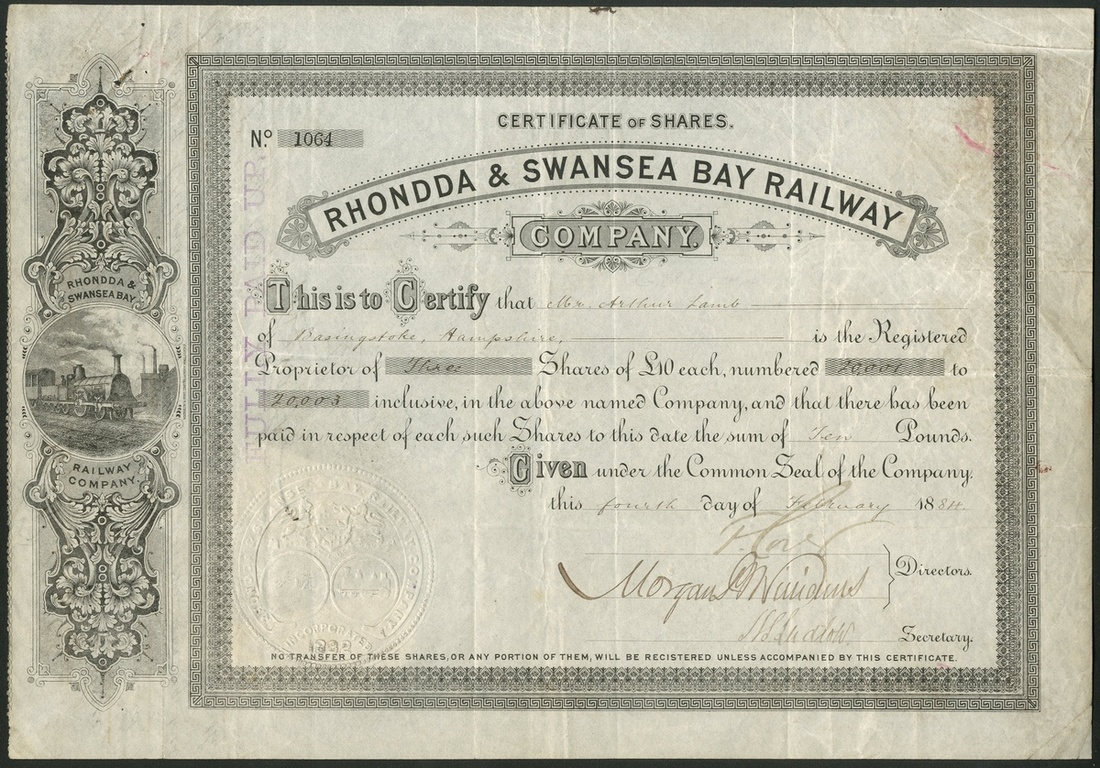 CERTIFICATE OF SHARES.
No. 1064
RHONDDA & SWANSEA BAY RAILWAY
COMPANY.
This is to Certify that Mr. Arthur Lamb
of Basingstoke, Hampshire, is the Registered
Proprietor of Three Shares of £10 each, numbered 20,001 to
20,003 inclusive, in the above named Company, and that there has been
paid in respect of each such Shares to this date the sum of Ten Pounds.
Given under the Common Seal of the Company.
this fourth day of February 1884.
Morgan
Directors.
Secretary.
NO TRANSFER OF THESE SHARES, OR ANY PORTION OF THEM, WILL BE REGISTERED UNLESS ACCOMPANIED BY THIS CERTIFICATE.
RHONDDA &
SWANSEA BAY
RAILWAY
COMPANY.
FULLY PAID UP.
INCORPORATED
1882